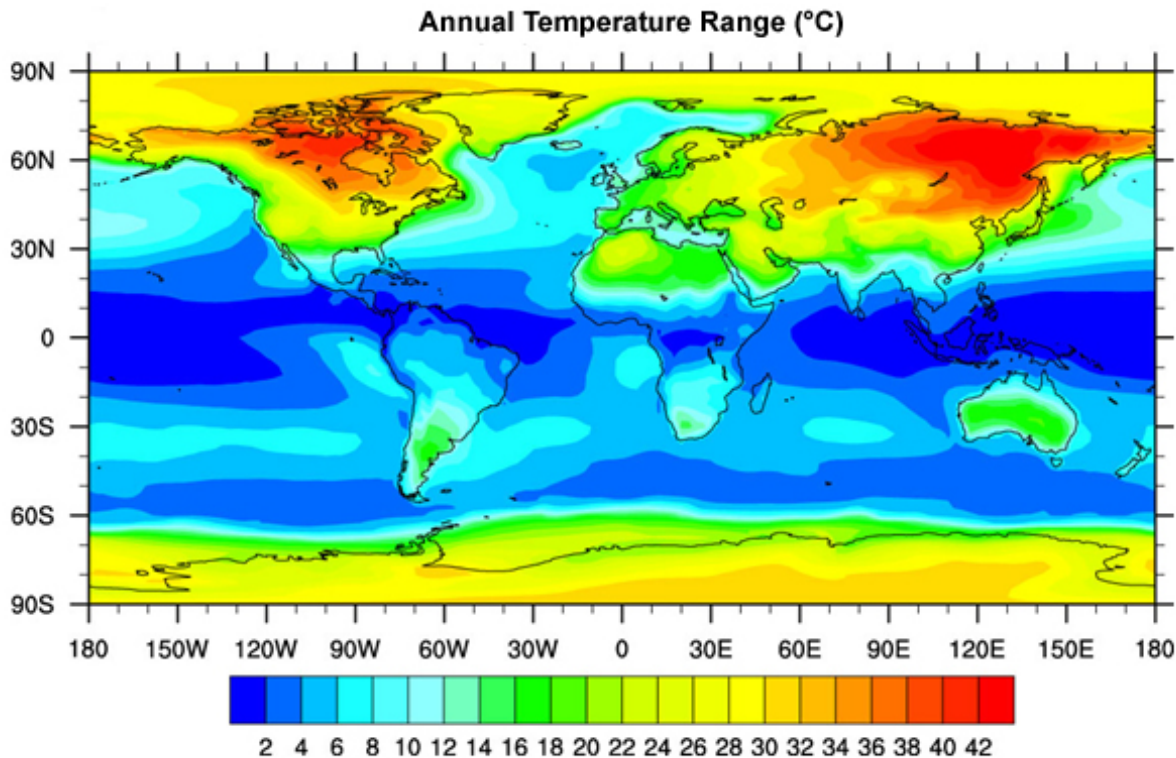 Annual Temperature Range (°C)
90N
60N
30N
0
30S
60S
90S
180 150W 120W 90W 60W 30W 0 30E 60E 90E 120E 150E 180
2 4 6 8 10 12 14 16 18 20 22 24 26 28 30 32 34 36 38 40 42